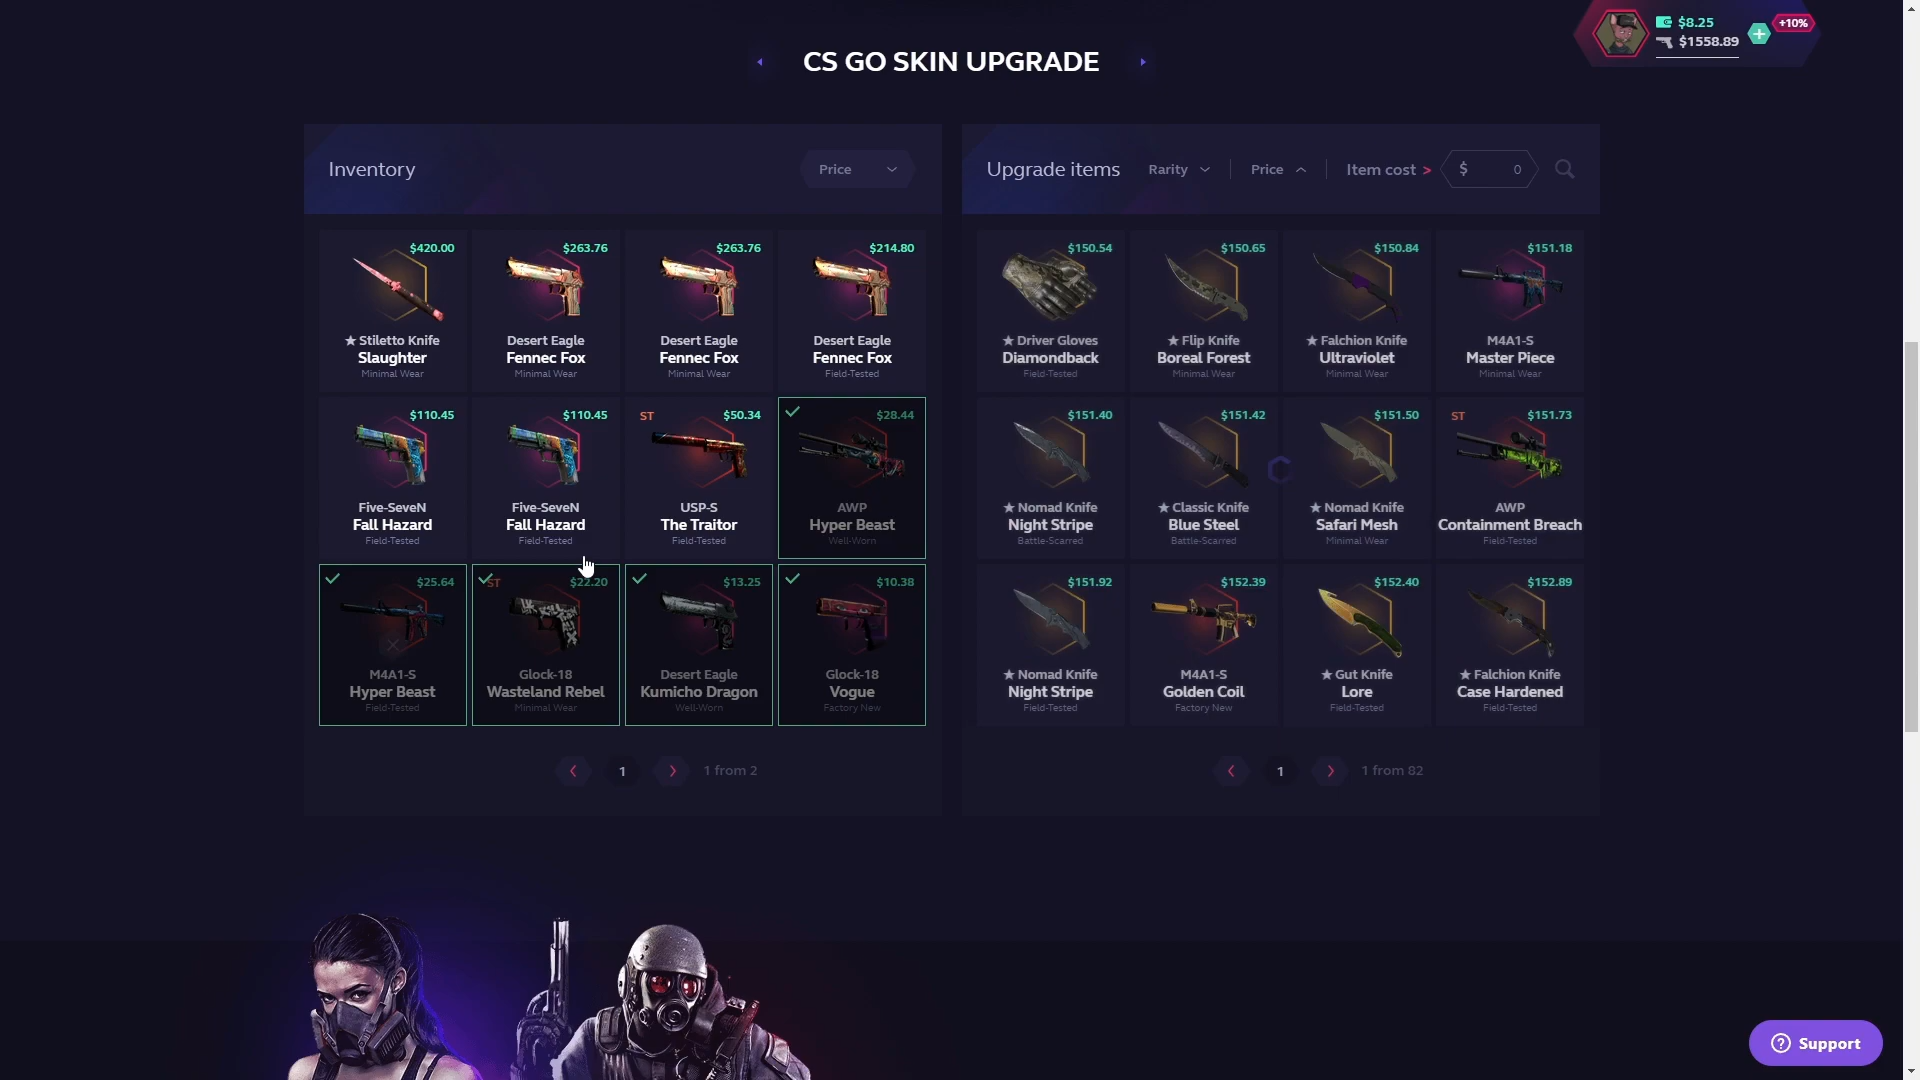 $8.25
+10%
$1558.89
CS GO SKIN UPGRADE
Inventory
Price
Upgrade items
Rarity
Price
Item cost >
$ 0
$420.00
★ Stiletto Knife
Slaughter
Minimal Wear
$263.76
Desert Eagle
Fennec Fox
Minimal Wear
$263.76
Desert Eagle
Fennec Fox
Minimal Wear
$214.80
Desert Eagle
Fennec Fox
Field-Tested
$110.45
Five-SeveN
Fall Hazard
Field-Tested
$110.45
Five-SeveN
Fall Hazard
Field-Tested
ST $50.34
USP-S
The Traitor
Field-Tested
$28.44
AWP
Hyper Beast
Well-Worn
$25.64
M4A1-S
Hyper Beast
Field-Tested
ST $22.20
Glock-18
Wasteland Rebel
Minimal Wear
$13.25
Desert Eagle
Kumicho Dragon
Well-Worn
$10.38
Glock-18
Vogue
Factory New
1
1 from 2
$150.54
★ Driver Gloves
Diamondback
Field-Tested
$150.65
★ Flip Knife
Boreal Forest
Minimal Wear
$150.84
★ Falchion Knife
Ultraviolet
Minimal Wear
$151.18
M4A1-S
Master Piece
Minimal Wear
$151.40
★ Nomad Knife
Night Stripe
Battle-Scarred
$151.42
★ Classic Knife
Blue Steel
Battle-Scarred
$151.50
★ Nomad Knife
Safari Mesh
Minimal Wear
ST $151.73
AWP
Containment Breach
Field-Tested
$151.92
★ Nomad Knife
Night Stripe
Field-Tested
$152.39
M4A1-S
Golden Coil
Factory New
$152.40
★ Gut Knife
Lore
Field-Tested
$152.89
★ Falchion Knife
Case Hardened
Field-Tested
1
1 from 82
Support